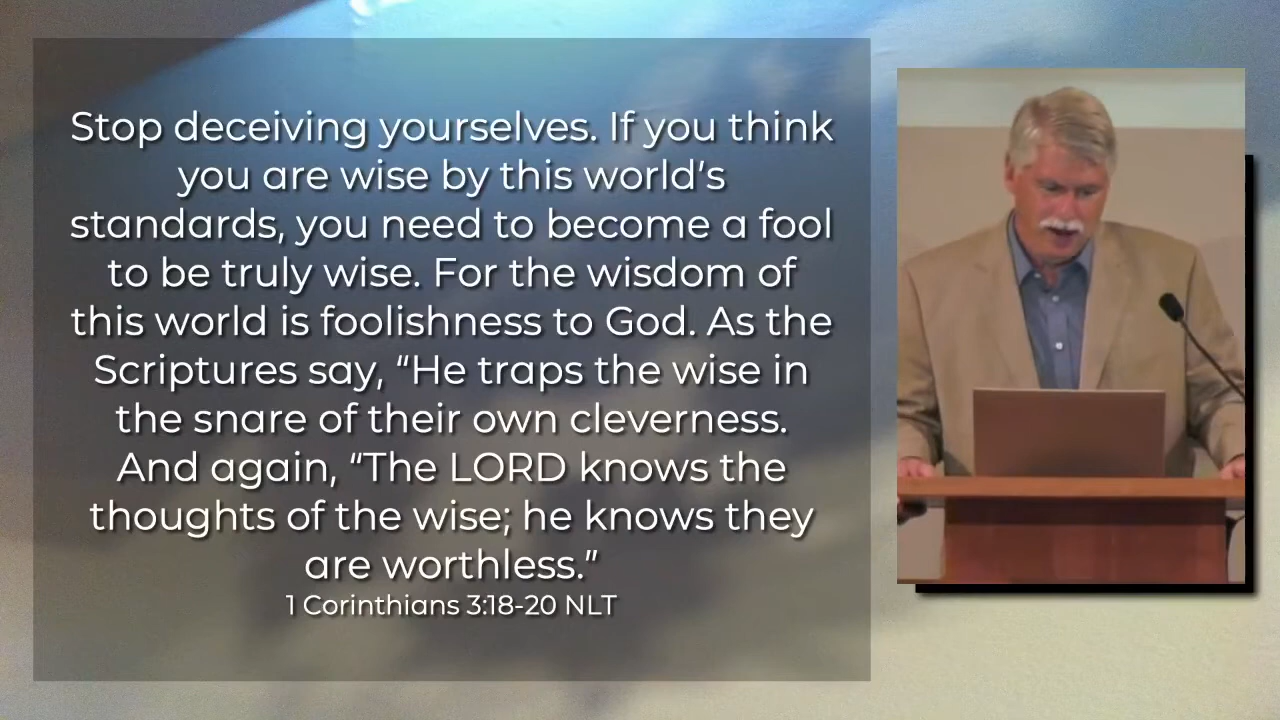 Stop deceiving yourselves. If you think
you are wise by this world's
standards, you need to become a fool
to be truly wise. For the wisdom of
this world is foolishness to God. As the
Scriptures say, “He traps the wise in
the snare of their own cleverness.
And again, “The LORD knows the
thoughts of the wise; he knows they
are worthless.”
1 Corinthians 3:18-20 NLT